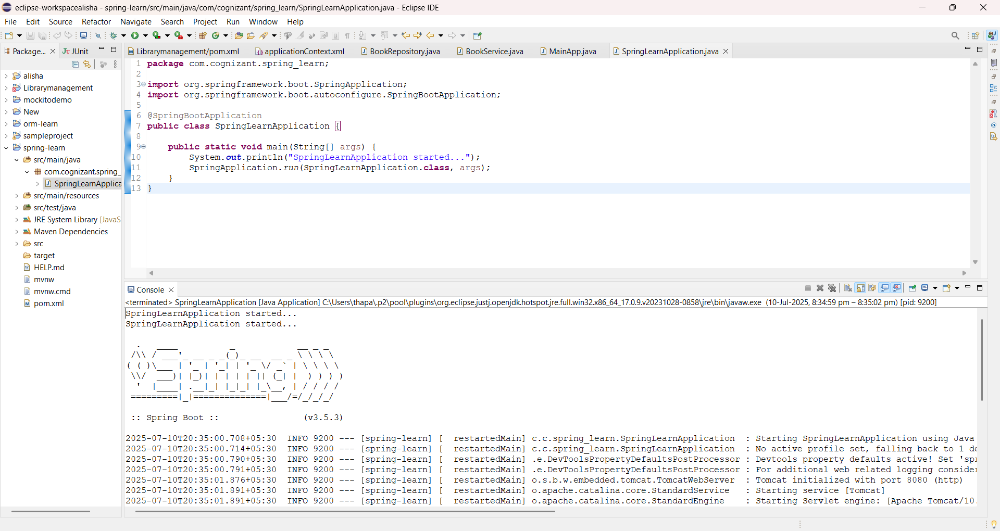 eclipse-workspacealisha - spring-learn/src/main/java/com/cognizant/spring_learn/SpringLearnApplication.java - Eclipse IDE
File Edit Source Refactor Navigate Search Project Run Window Help
Package... JUnit
Librarymanagement/pom.xml applicationContext.xml BookRepository.java BookService.java MainApp.java SpringLearnApplication.java
alisha
Librarymanagement
mockitodemo
New
orm-learn
sampleproject
spring-learn
src/main/java
com.cognizant.spring_
SpringLearnApplica
src/main/resources
src/test/java
JRE System Library [JavaS
Maven Dependencies
src
target
HELP.md
mvnw
mvnw.cmd
pom.xml
1 package com.cognizant.spring_learn;
2
3 import org.springframework.boot.SpringApplication;
4 import org.springframework.boot.autoconfigure.SpringBootApplication;
5
6 @SpringBootApplication
7 public class SpringLearnApplication {
8
9     public static void main(String[] args) {
10         System.out.println("SpringLearnApplication started...");
11         SpringApplication.run(SpringLearnApplication.class, args);
12     }
13 }
Console
<terminated> SpringLearnApplication [Java Application] C:\Users\thapa\.p2\pool\plugins\org.eclipse.justj.openjdk.hotspot.jre.full.win32.x86_64_17.0.9.v20231028-0858\jre\bin\javaw.exe (10-Jul-2025, 8:34:59 pm – 8:35:02 pm) [pid: 9200]
SpringLearnApplication started...
SpringLearnApplication started...
  .   ____          _            __ _ _
 /\\ / ___'_ __ _ _(_)_ __  __ _ \ \ \ \
( ( )\___ | '_ | '_| | '_ \/ _` | \ \ \ \
 \\/  ___)| |_)| | | | | || (_| |  ) ) ) )
  '  |____| .__|_| |_|_| |_\__, | / / / /
 =========|_|==============|___/=/_/_/_/
 :: Spring Boot ::                (v3.5.3)
2025-07-10T20:35:00.708+05:30  INFO 9200 --- [spring-learn] [  restartedMain] c.c.spring_learn.SpringLearnApplication  : Starting SpringLearnApplication using Java
2025-07-10T20:35:00.714+05:30  INFO 9200 --- [spring-learn] [  restartedMain] c.c.spring_learn.SpringLearnApplication  : No active profile set, falling back to 1 de
2025-07-10T20:35:00.790+05:30  INFO 9200 --- [spring-learn] [  restartedMain] .e.DevToolsPropertyDefaultsPostProcessor : Devtools property defaults active! Set 'spr
2025-07-10T20:35:00.791+05:30  INFO 9200 --- [spring-learn] [  restartedMain] .e.DevToolsPropertyDefaultsPostProcessor : For additional web related logging consider
2025-07-10T20:35:01.876+05:30  INFO 9200 --- [spring-learn] [  restartedMain] o.s.b.w.embedded.tomcat.TomcatWebServer  : Tomcat initialized with port 8080 (http)
2025-07-10T20:35:01.891+05:30  INFO 9200 --- [spring-learn] [  restartedMain] o.apache.catalina.core.StandardService   : Starting service [Tomcat]
2025-07-10T20:35:01.891+05:30  INFO 9200 --- [spring-learn] [  restartedMain] o.apache.catalina.core.StandardEngine    : Starting Servlet engine: [Apache Tomcat/10.